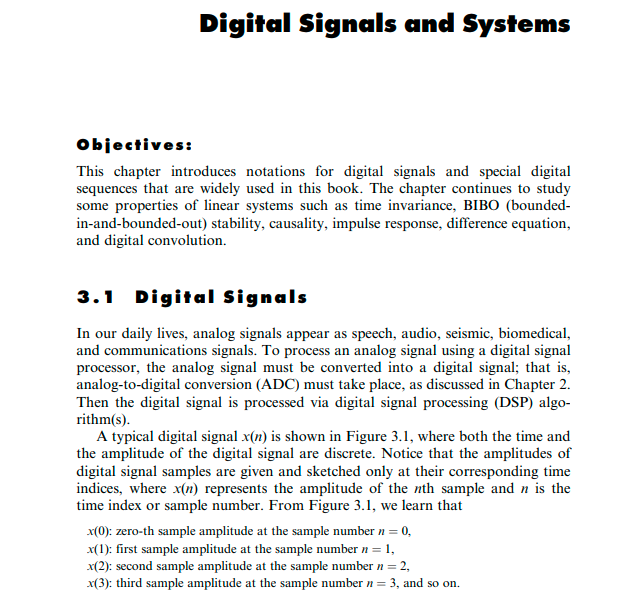 Digital Signals and Systems
Objectives:
This chapter introduces notations for digital signals and special digital
sequences that are widely used in this book. The chapter continues to study
some properties of linear systems such as time invariance, BIBO (bounded-
in-and-bounded-out) stability, causality, impulse response, difference equation,
and digital convolution.
3.1 Digital Signals
In our daily lives, analog signals appear as speech, audio, seismic, biomedical,
and communications signals. To process an analog signal using a digital signal
processor, the analog signal must be converted into a digital signal; that is,
analog-to-digital conversion (ADC) must take place, as discussed in Chapter 2.
Then the digital signal is processed via digital signal processing (DSP) algo-
rithm(s).
A typical digital signal x(n) is shown in Figure 3.1, where both the time and
the amplitude of the digital signal are discrete. Notice that the amplitudes of
digital signal samples are given and sketched only at their corresponding time
indices, where x(n) represents the amplitude of the nth sample and n is the
time index or sample number. From Figure 3.1, we learn that
x(0): zero-th sample amplitude at the sample number n = 0,
x(1): first sample amplitude at the sample number n = 1,
x(2): second sample amplitude at the sample number n = 2,
x(3): third sample amplitude at the sample number n = 3, and so on.